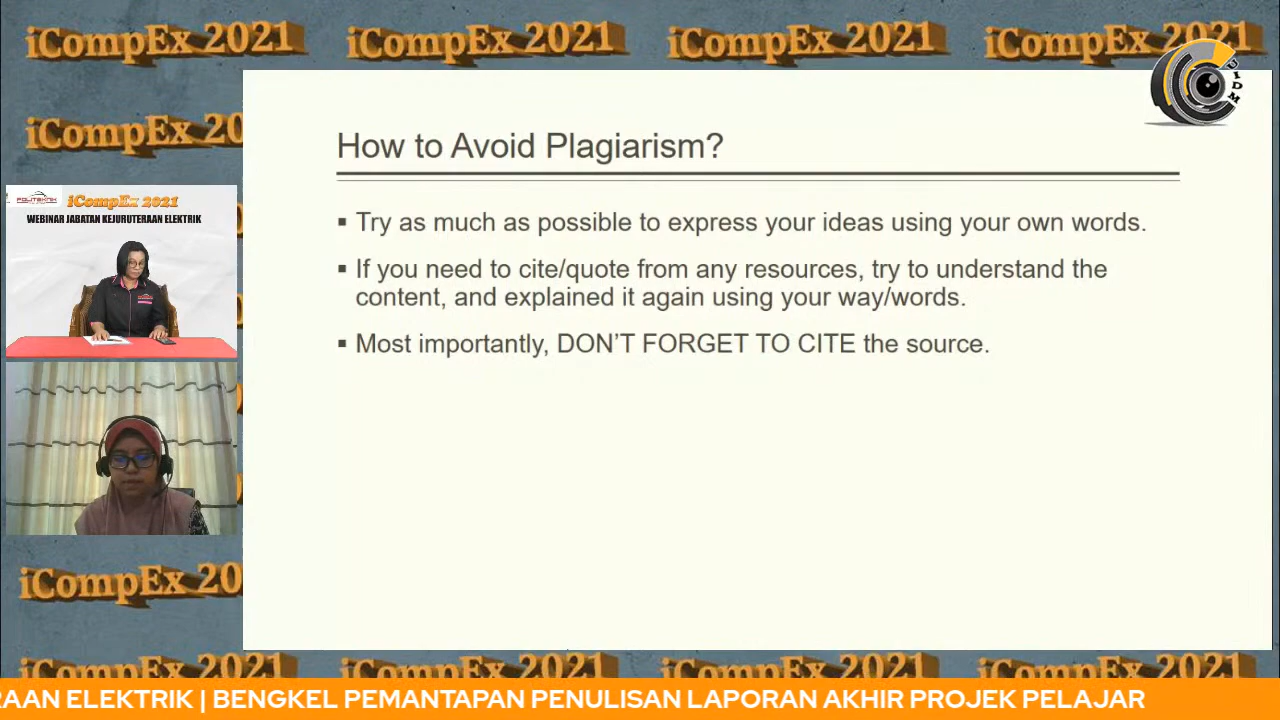 iCompEx 2021 iCompEx 2021 iCompEx 2021 iCompEx 2021
UIDM
iCompEx 20
How to Avoid Plagiarism?
POLITEKNIK
iCompEx 2021
WEBINAR JABATAN KEJURUTERAAN ELEKTRIK
▪ Try as much as possible to express your ideas using your own words.
▪ If you need to cite/quote from any resources, try to understand the
content, and explained it again using your way/words.
▪ Most importantly, DON'T FORGET TO CITE the source.
iCompEx 20
iCompEx 2021 iCompEx 2021 iCompEx 2021 iCompEx 2021
RAAN ELEKTRIK | BENGKEL PEMANTAPAN PENULISAN LAPORAN AKHIR PROJEK PELAJAR